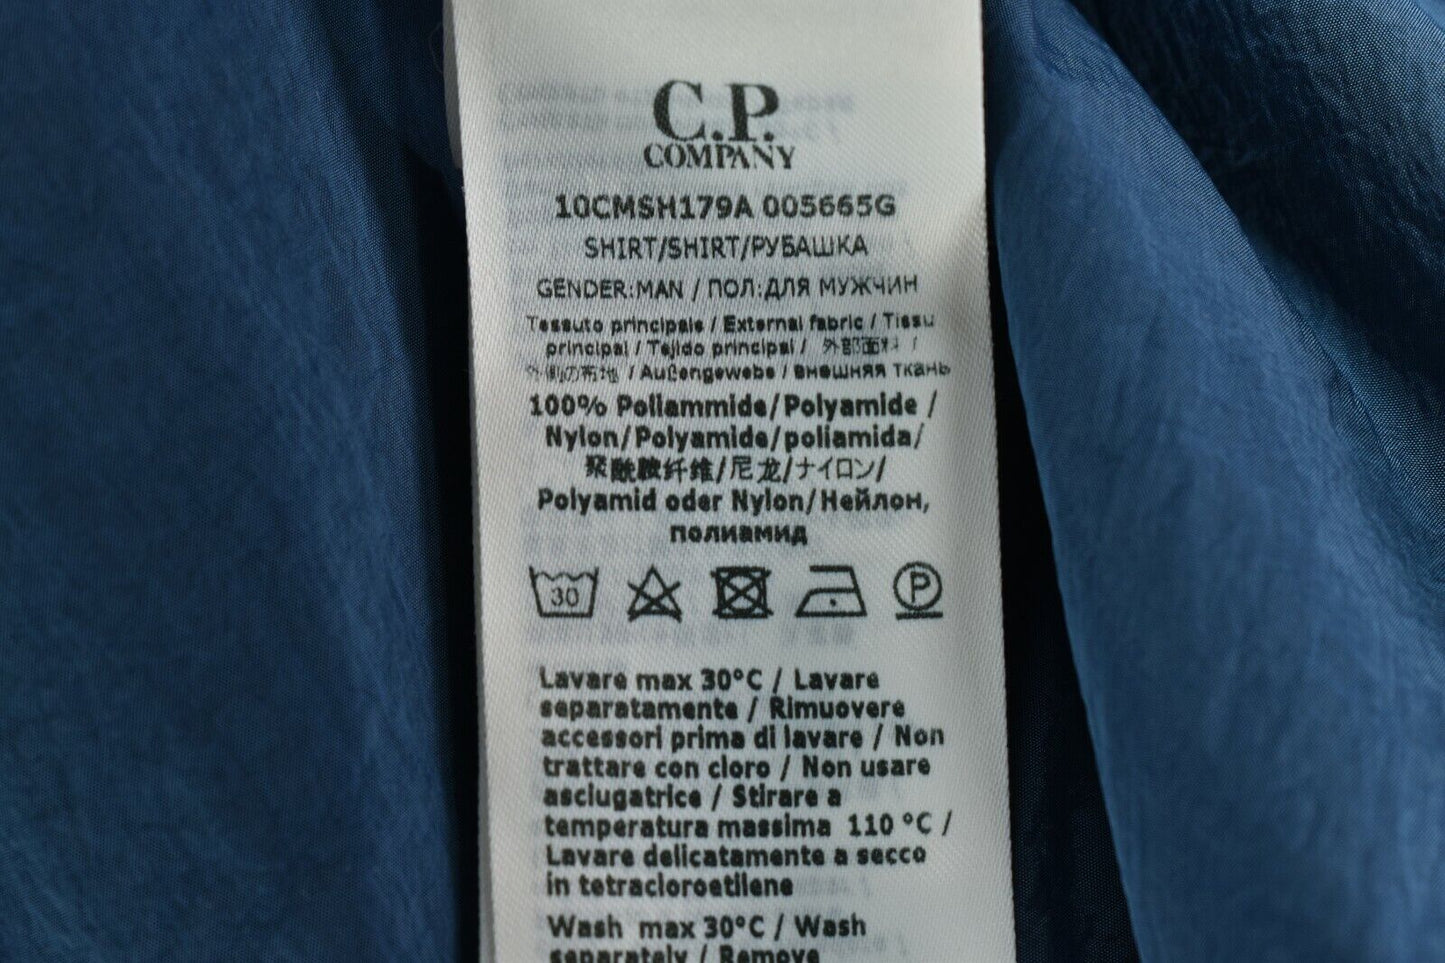 C.P.
COMPANY
10CMSH179A 005665G
SHIRT/SHIRT/РУБАШКА
GENDER:MAN / ПОЛ:ДЛЯ МУЖЧИН
Tessuto principale / External fabric / Tissu
principal / Tejido principal / 外部面料 /
外側の布地 / Außengewebe / внешняя ткань
100% Poliammide/Polyamide /
Nylon/Polyamide/poliamida/
聚酰胺纤维/尼龙/ナイロン/
Polyamid oder Nylon/Нейлон,
полиамид
30
P
Lavare max 30°C / Lavare
separatamente / Rimuovere
accessori prima di lavare / Non
trattare con cloro / Non usare
asciugatrice / Stirare a
temperatura massima 110 °C /
Lavare delicatamente a secco
in tetracloroetilene
Wash max 30°C / Wash
separately / Remove